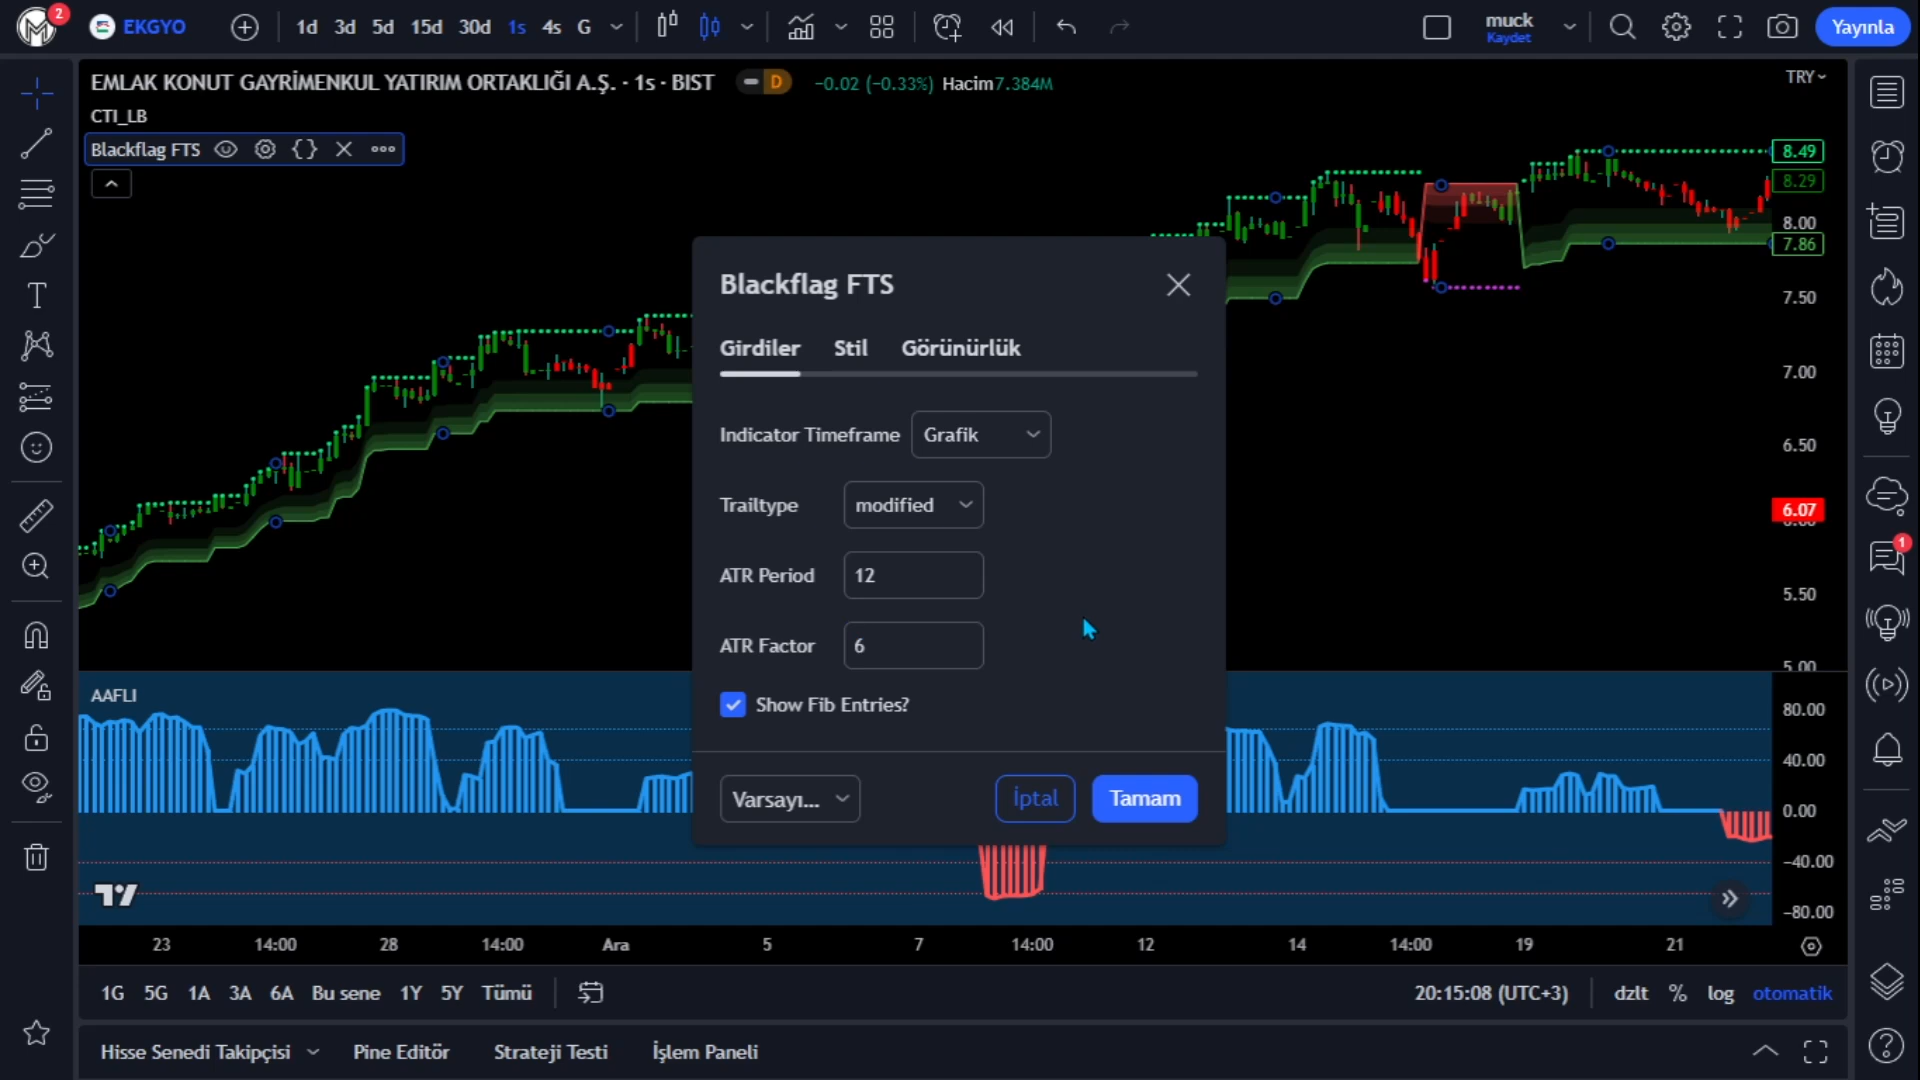 2
EKGYO
1d 3d 5d 15d 30d 1s 4s G
muck
Kaydet
Yayınla
EMLAK KONUT GAYRİMENKUL YATIRIM ORTAKLIĞI A.Ş. · 1s · BIST
D
−0.02 (−0.33%) Hacim 7.384M
TRY
CTI_LB
Blackflag FTS
8.49
8.29
8.00
7.86
7.50
7.00
6.50
6.07
5.50
5.00
Blackflag FTS
Girdiler Stil Görünürlük
Indicator Timeframe Grafik
Trailtype modified
ATR Period 12
ATR Factor 6
Show Fib Entries?
Varsayı... İptal Tamam
1
AAFLI
80.00
40.00
0.00
−40.00
−80.00
23 14:00 28 14:00 Ara 5 7 14:00 12 14 14:00 19 21
1G 5G 1A 3A 6A Bu sene 1Y 5Y Tümü
20:15:08 (UTC+3) dzlt % log otomatik
Hisse Senedi Takipçisi Pine Editör Strateji Testi İşlem Paneli